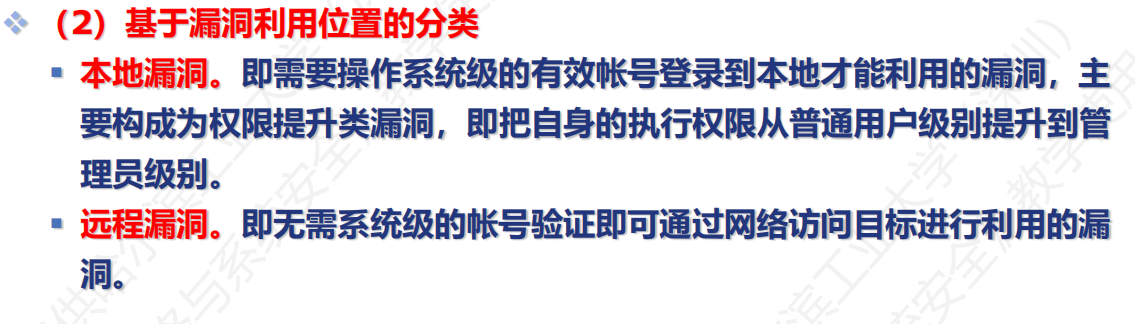 （2）基于漏洞利用位置的分类
本地漏洞。即需要操作系统级的有效帐号登录到本地才能利用的漏洞，主
要构成为权限提升类漏洞，即把自身的执行权限从普通用户级别提升到管
理员级别。
远程漏洞。即无需系统级的帐号验证即可通过网络访问目标进行利用的漏
洞。